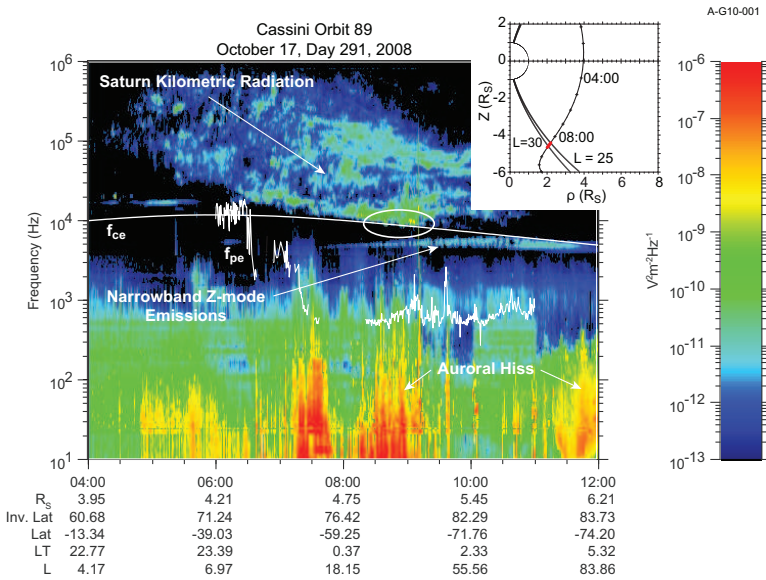 A-G10-001
Cassini Orbit 89
October 17, Day 291, 2008
Saturn Kilometric Radiation
f_ce
f_pe
Narrowband Z-mode
Emissions
Auroral Hiss
Frequency (Hz)
10^6
10^5
10^4
10^3
10^2
10^1
04:00 06:00 08:00 10:00 12:00
R_S 3.95 4.21 4.75 5.45 6.21
Inv. Lat 60.68 71.24 76.42 82.29 83.73
Lat -13.34 -39.03 -59.25 -71.76 -74.20
LT 22.77 23.39 0.37 2.33 5.32
L 4.17 6.97 18.15 55.56 83.86
Z (R_S)
2
0
-2
-4
-6
04:00
08:00
L=30
L = 25
0 2 4 6 8
ρ (R_S)
10^-6
10^-7
10^-8
10^-9
10^-10
10^-11
10^-12
10^-13
V^2m^-2Hz^-1